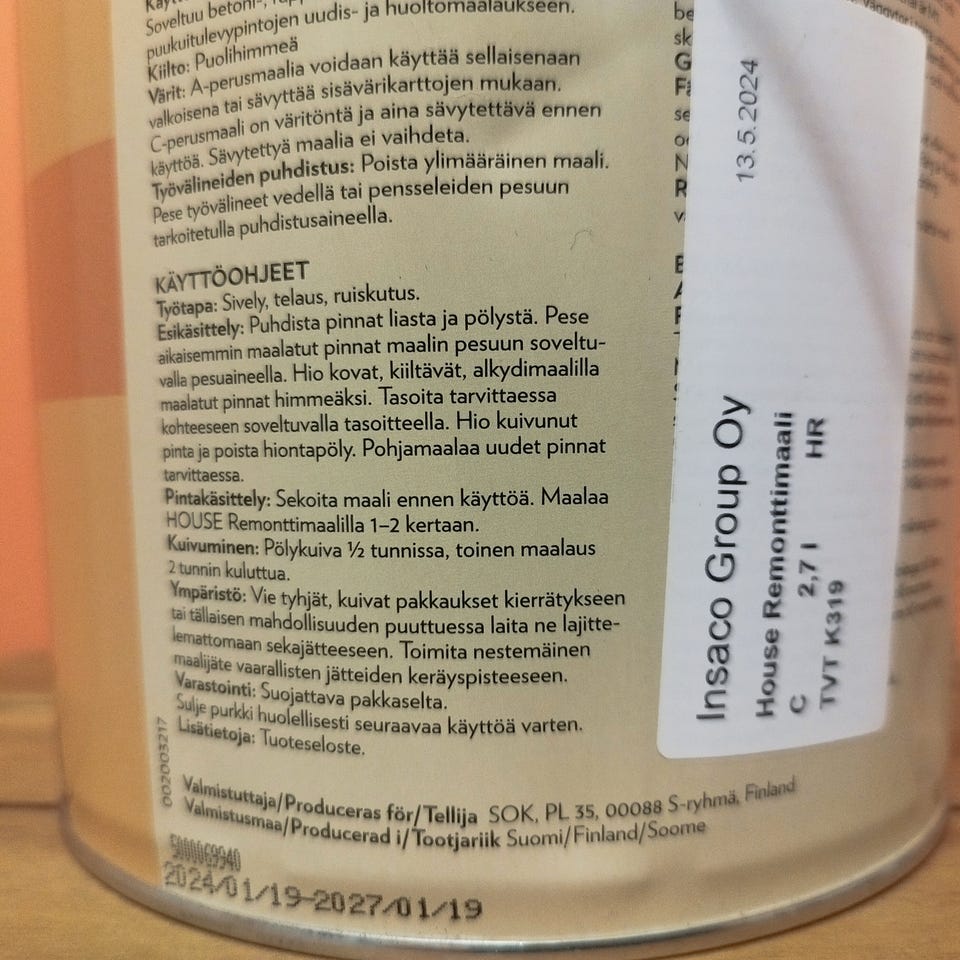 Soveltuu betoni-,
puukuitulevypintojen uudis- ja huoltomaalaukseen.
Kiilto: Puolihimmeä
Värit: A-perusmaalia voidaan käyttää sellaisenaan
valkoisena tai sävyttää sisävärikarttojen mukaan.
C-perusmaali on väritöntä ja aina sävytettävä ennen
käyttöä. Sävytettyä maalia ei vaihdeta.
Työvälineiden puhdistus: Poista ylimääräinen maali.
Pese työvälineet vedellä tai pensseleiden pesuun
tarkoitetulla puhdistusaineella.
KÄYTTÖOHJEET
Työtapa: Sively, telaus, ruiskutus.
Esikäsittely: Puhdista pinnat liasta ja pölystä. Pese
aikaisemmin maalatut pinnat maalin pesuun soveltu-
valla pesuaineella. Hio kovat, kiiltävät, alkydimaalilla
maalatut pinnat himmeäksi. Tasoita tarvittaessa
kohteeseen soveltuvalla tasoitteella. Hio kuivunut
pinta ja poista hiontapöly. Pohjamaalaa uudet pinnat
tarvittaessa.
Pintakäsittely: Sekoita maali ennen käyttöä. Maalaa
HOUSE Remonttimaalilla 1–2 kertaan.
Kuivuminen: Pölykuiva ½ tunnissa, toinen maalaus
2 tunnin kuluttua.
Ympäristö: Vie tyhjät, kuivat pakkaukset kierrätykseen
tai tällaisen mahdollisuuden puuttuessa laita ne lajitte-
lemattomaan sekajätteeseen. Toimita nestemäinen
maalijäte vaarallisten jätteiden keräyspisteeseen.
Varastointi: Suojattava pakkaselta.
Sulje purkki huolellisesti seuraavaa käyttöä varten.
Lisätietoja: Tuoteseloste.
002003217
Valmistuttaja/Produceras för/Tellija SOK, PL 35, 00088 S-ryhmä, Finland
Valmistusmaa/Producerad i/Tootjariik Suomi/Finland/Soome
2024/01/19-2027/01/19
13.5.2024
Insaco Group Oy
House Remonttimaali
C 2,7 l HR
TVT K319